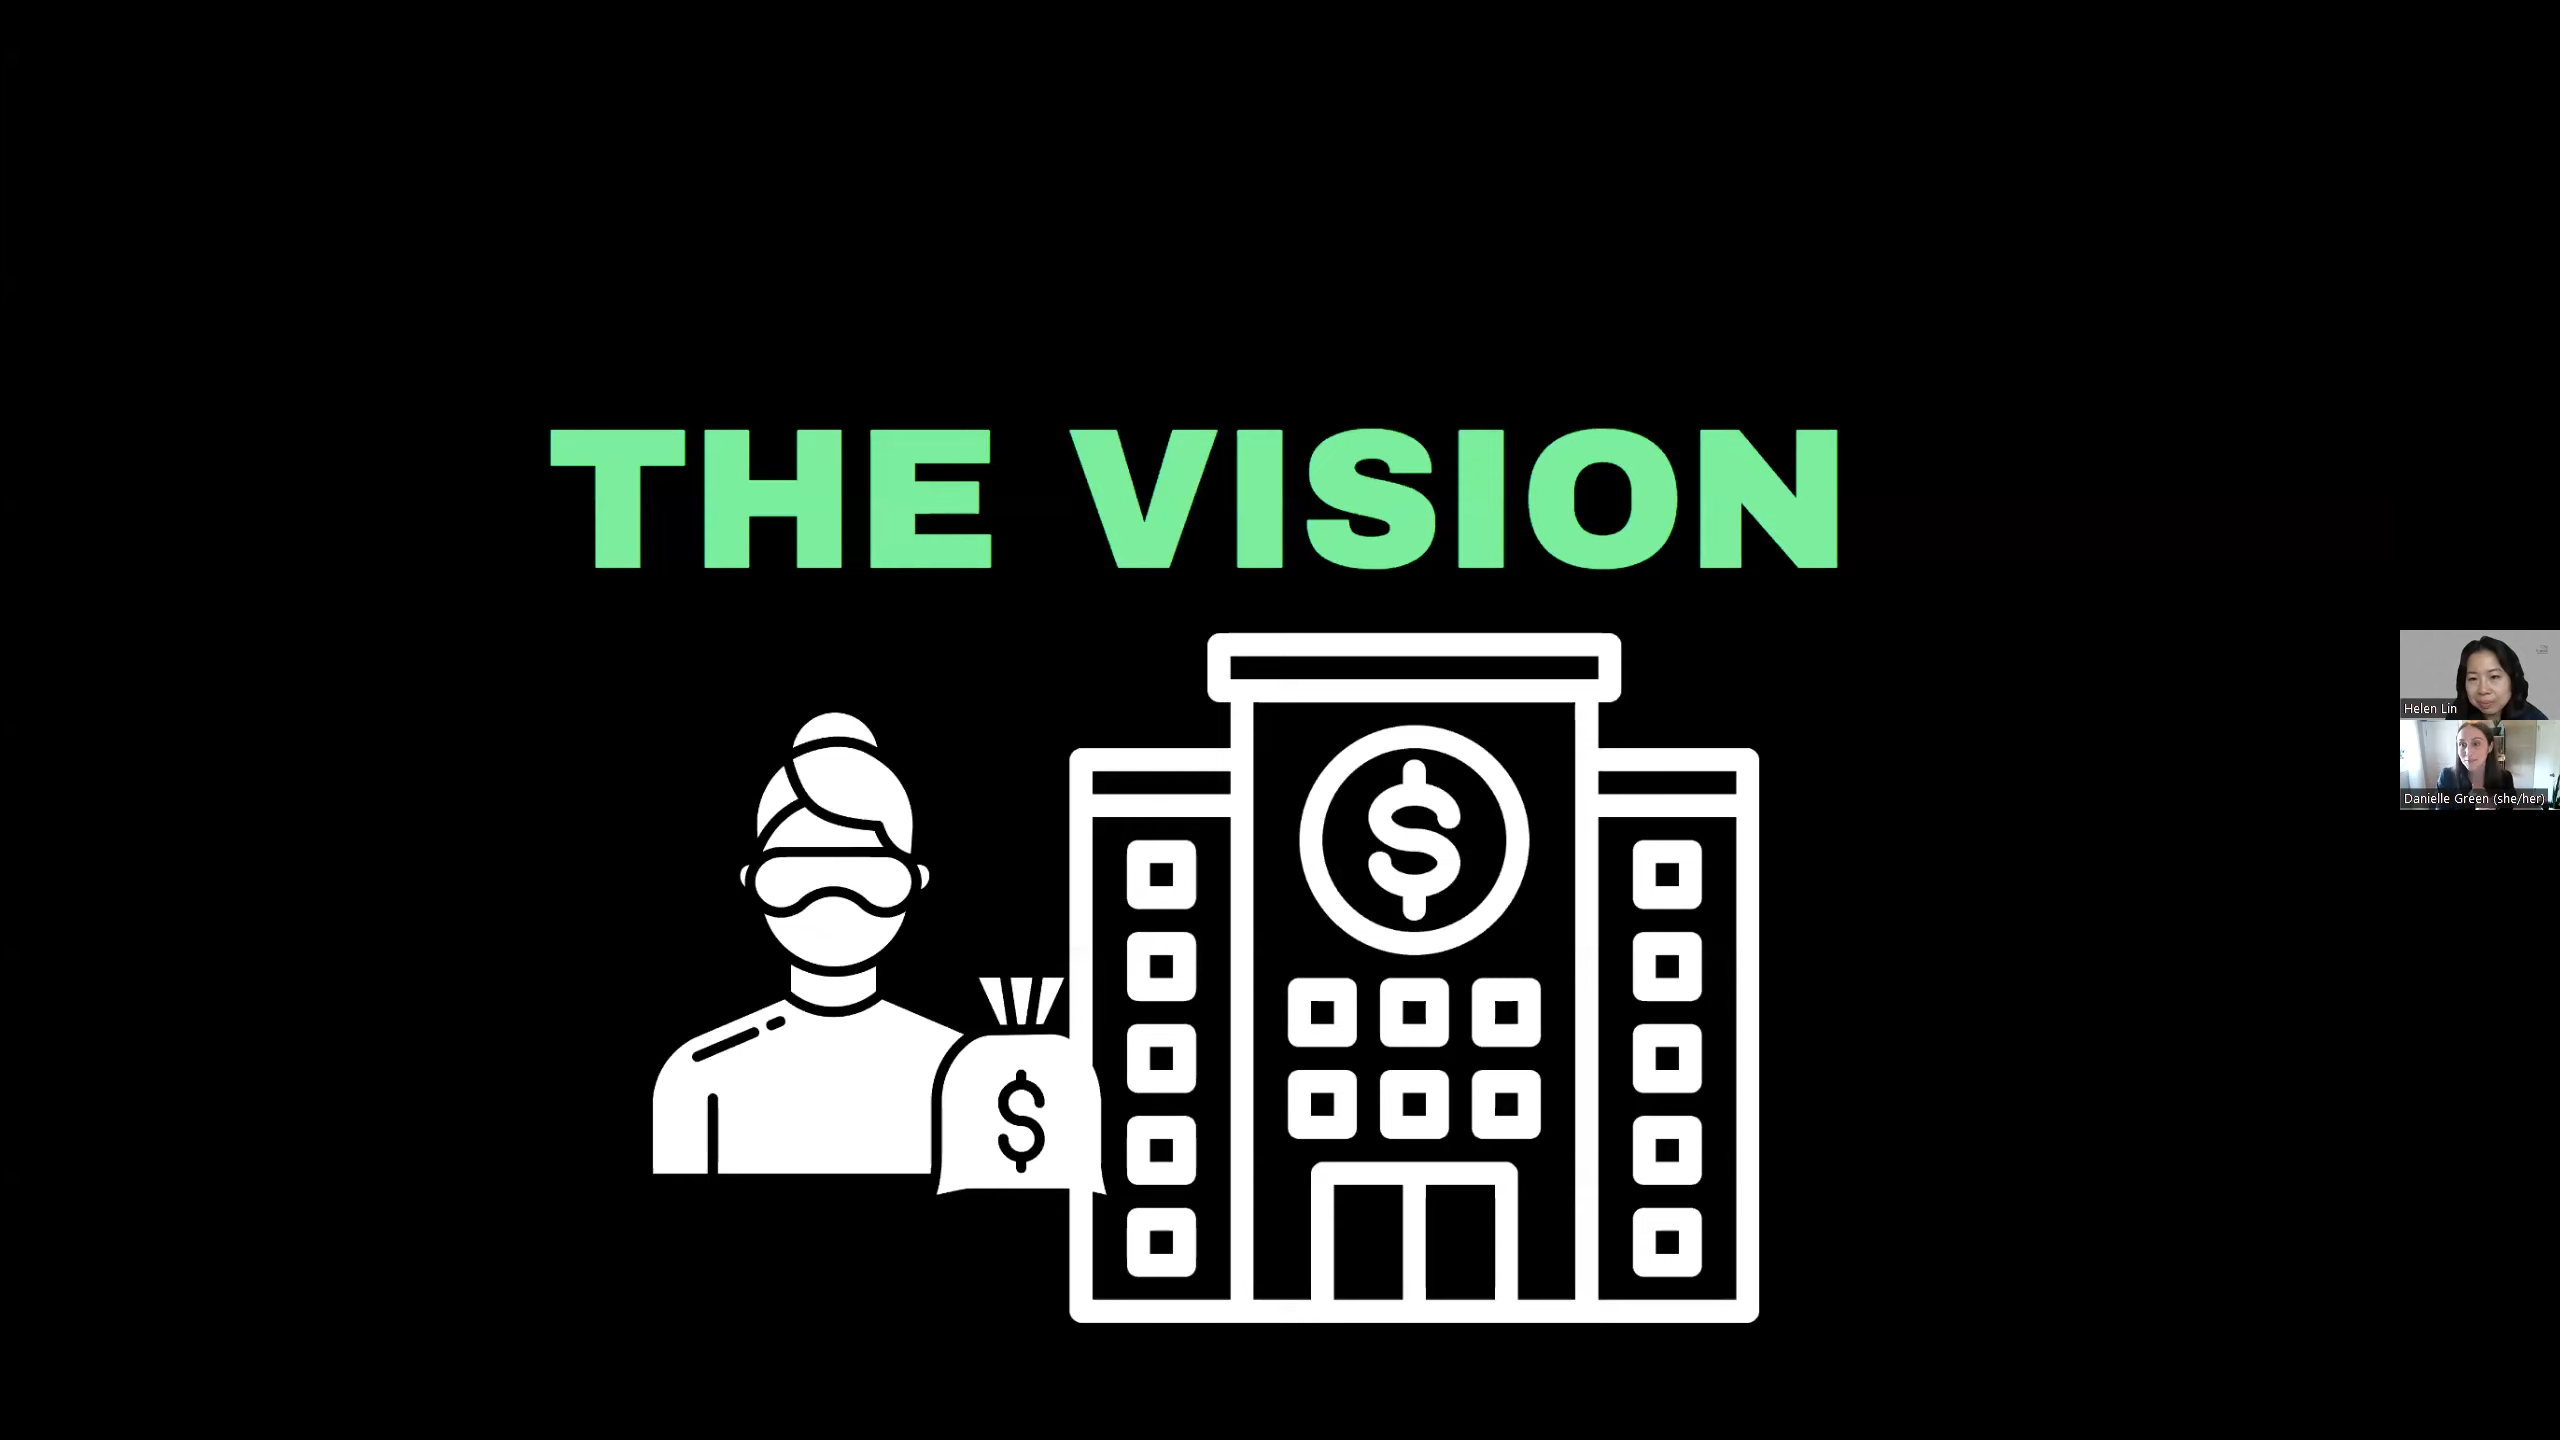 THE VISION
$
$
Helen Lin
Danielle Green (she/her)